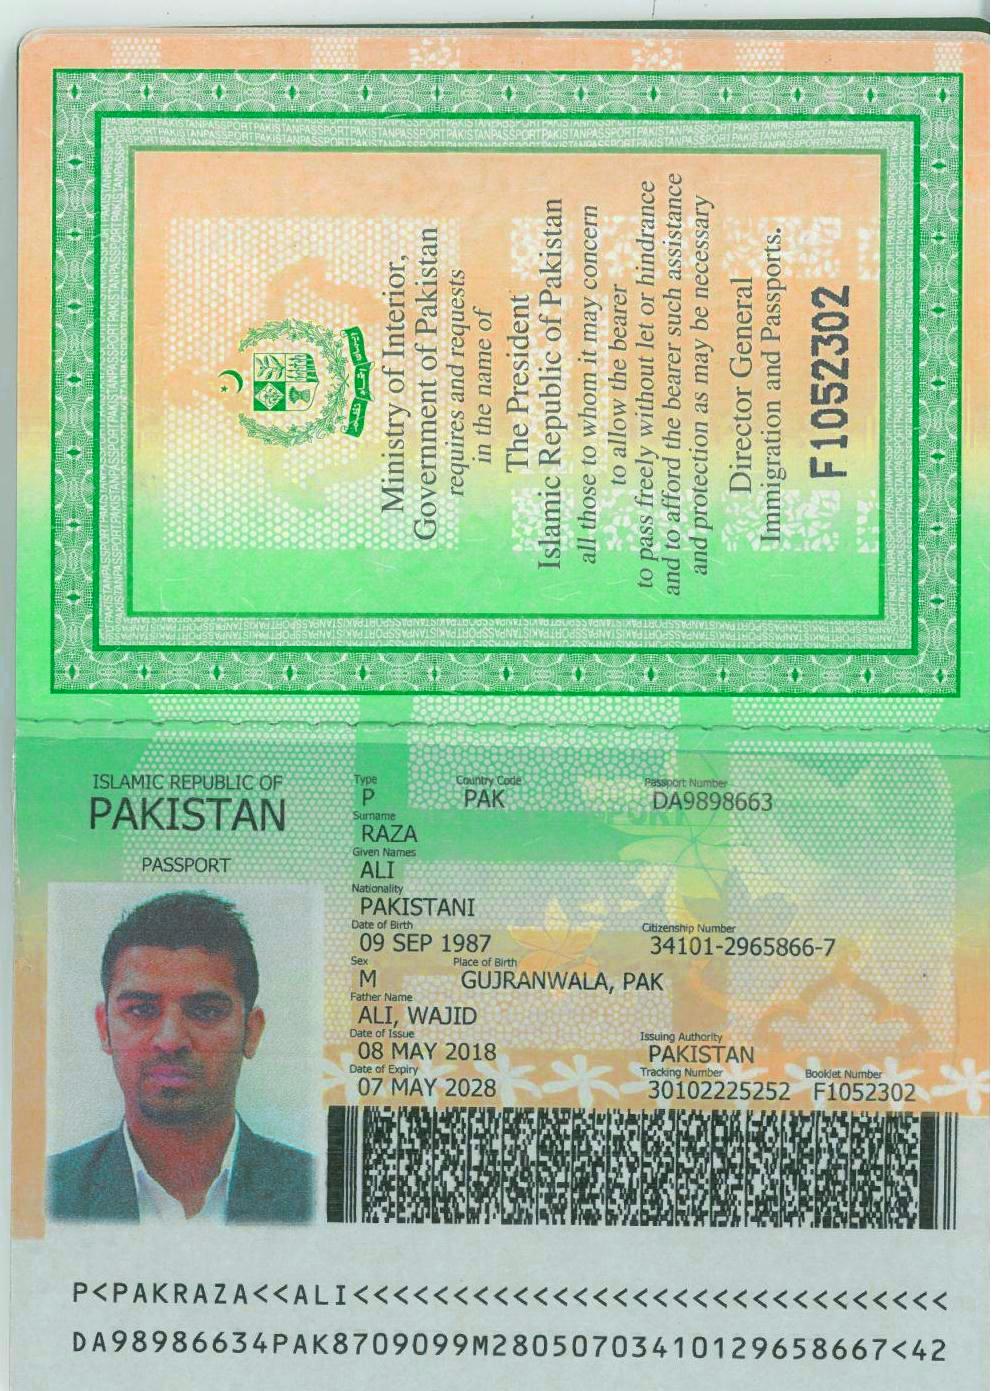 Ministry of Interior,
Government of Pakistan
requires and requests
in the name of
The President
Islamic Republic of Pakistan
all those to whom it may concern
to allow the bearer
to pass freely without let or hindrance
and to afford the bearer such assistance
and protection as may be necessary
Director General
Immigration and Passports.
F1052302
ISLAMIC REPUBLIC OF
PAKISTAN
PASSPORT
Type Country Code Passport Number
P PAK DA9898663
Surname
RAZA
Given Names
ALI
Nationality
PAKISTANI
Date of Birth Citizenship Number
09 SEP 1987 34101-2965866-7
Sex Place of Birth
M GUJRANWALA, PAK
Father Name
ALI, WAJID
Date of Issue Issuing Authority
08 MAY 2018 PAKISTAN
Date of Expiry Tracking Number Booklet Number
07 MAY 2028 30102225252 F1052302
P<PAKRAZA<<ALI<<<<<<<<<<<<<<<<<<<<<<<<<<<<<<
DA98986634PAK8709099M28050703410129658667<42